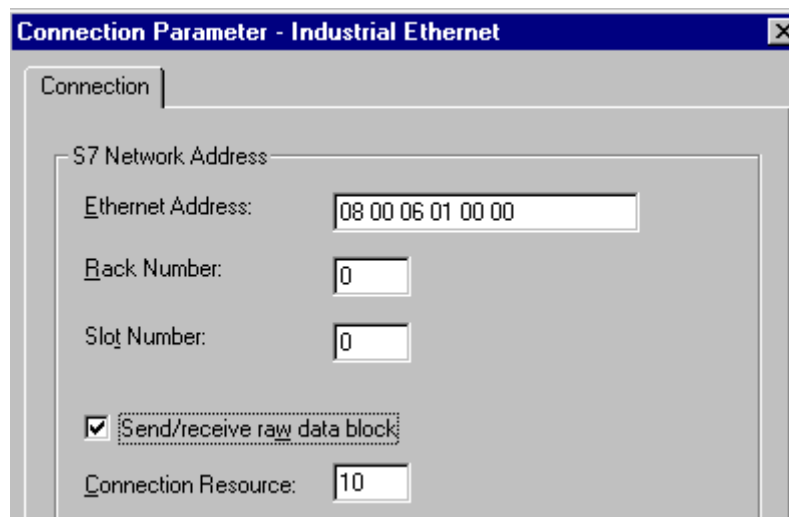 Connection Parameter - Industrial Ethernet
Connection
S7 Network Address
Ethernet Address: 08 00 06 01 00 00
Rack Number: 0
Slot Number: 0
Send/receive raw data block
Connection Resource: 10